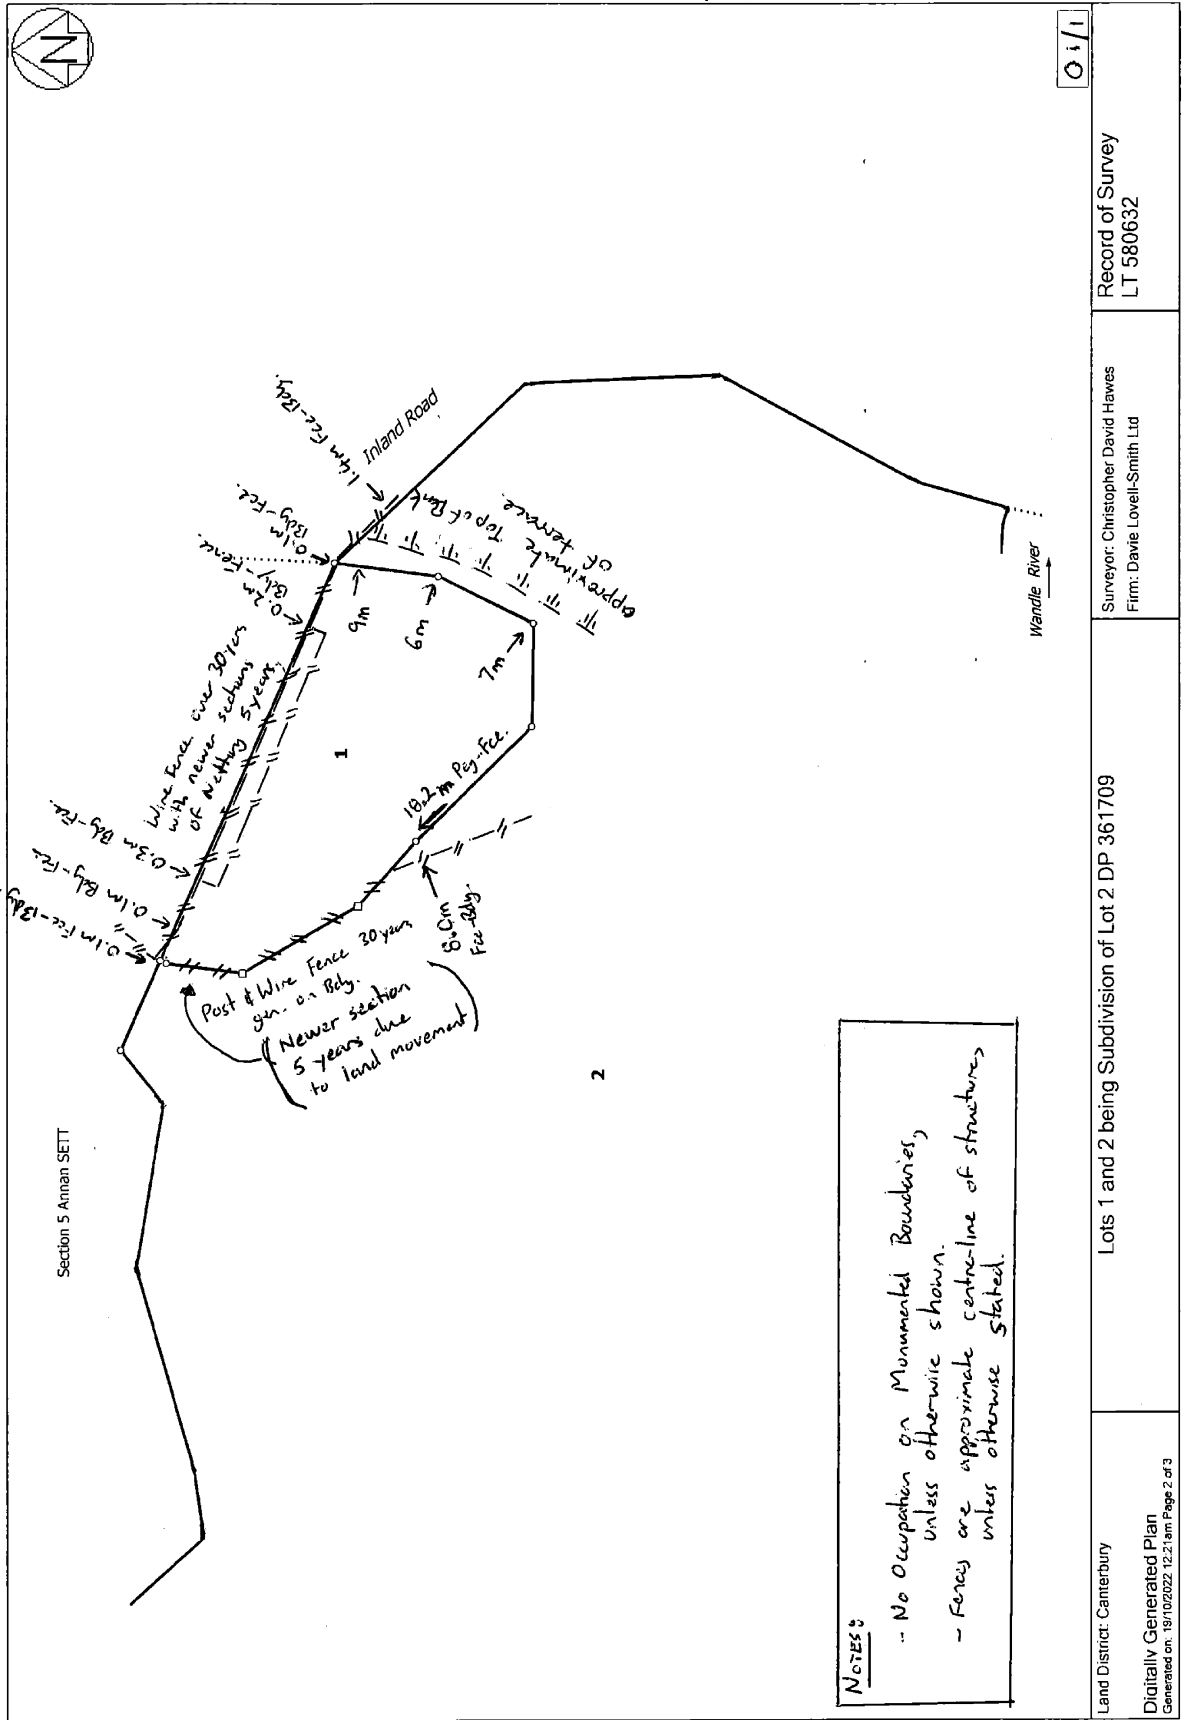 N
O i/1
Section 5 Annan SETT
0.1m Fce-Bdy
0.1m Bdy-Fce
0.3m Bdy-Fce.
Wire Fence over 30 yrs
with newer sections
of Netting 5 years.
0.2m
Bdy-Fence.
0.1m
Bdy-Fce.
1.4m Fce-Bdy.
Inland Road
Top of Bank
approximate
of terrace.
9m
6m
7m
1
18.2m Peg-Fce.
8.0m
Fce-Bdy.
Post & Wire Fence 30 years
gen. on Bdy.
(Newer section
5 years due
to land movement)
2
Wandle River
NOTES:
- No Occupation on Monumented Boundaries,
unless otherwise shown.
- Fences are approximate centre-line of structures,
unless otherwise stated.
Land District: Canterbury
Digitally Generated Plan
Generated on: 19/10/2022 12:21am Page 2 of 3
Lots 1 and 2 being Subdivision of Lot 2 DP 361709
Surveyor: Christopher David Hawes
Firm: Davie Lovell-Smith Ltd
Record of Survey
LT 580632